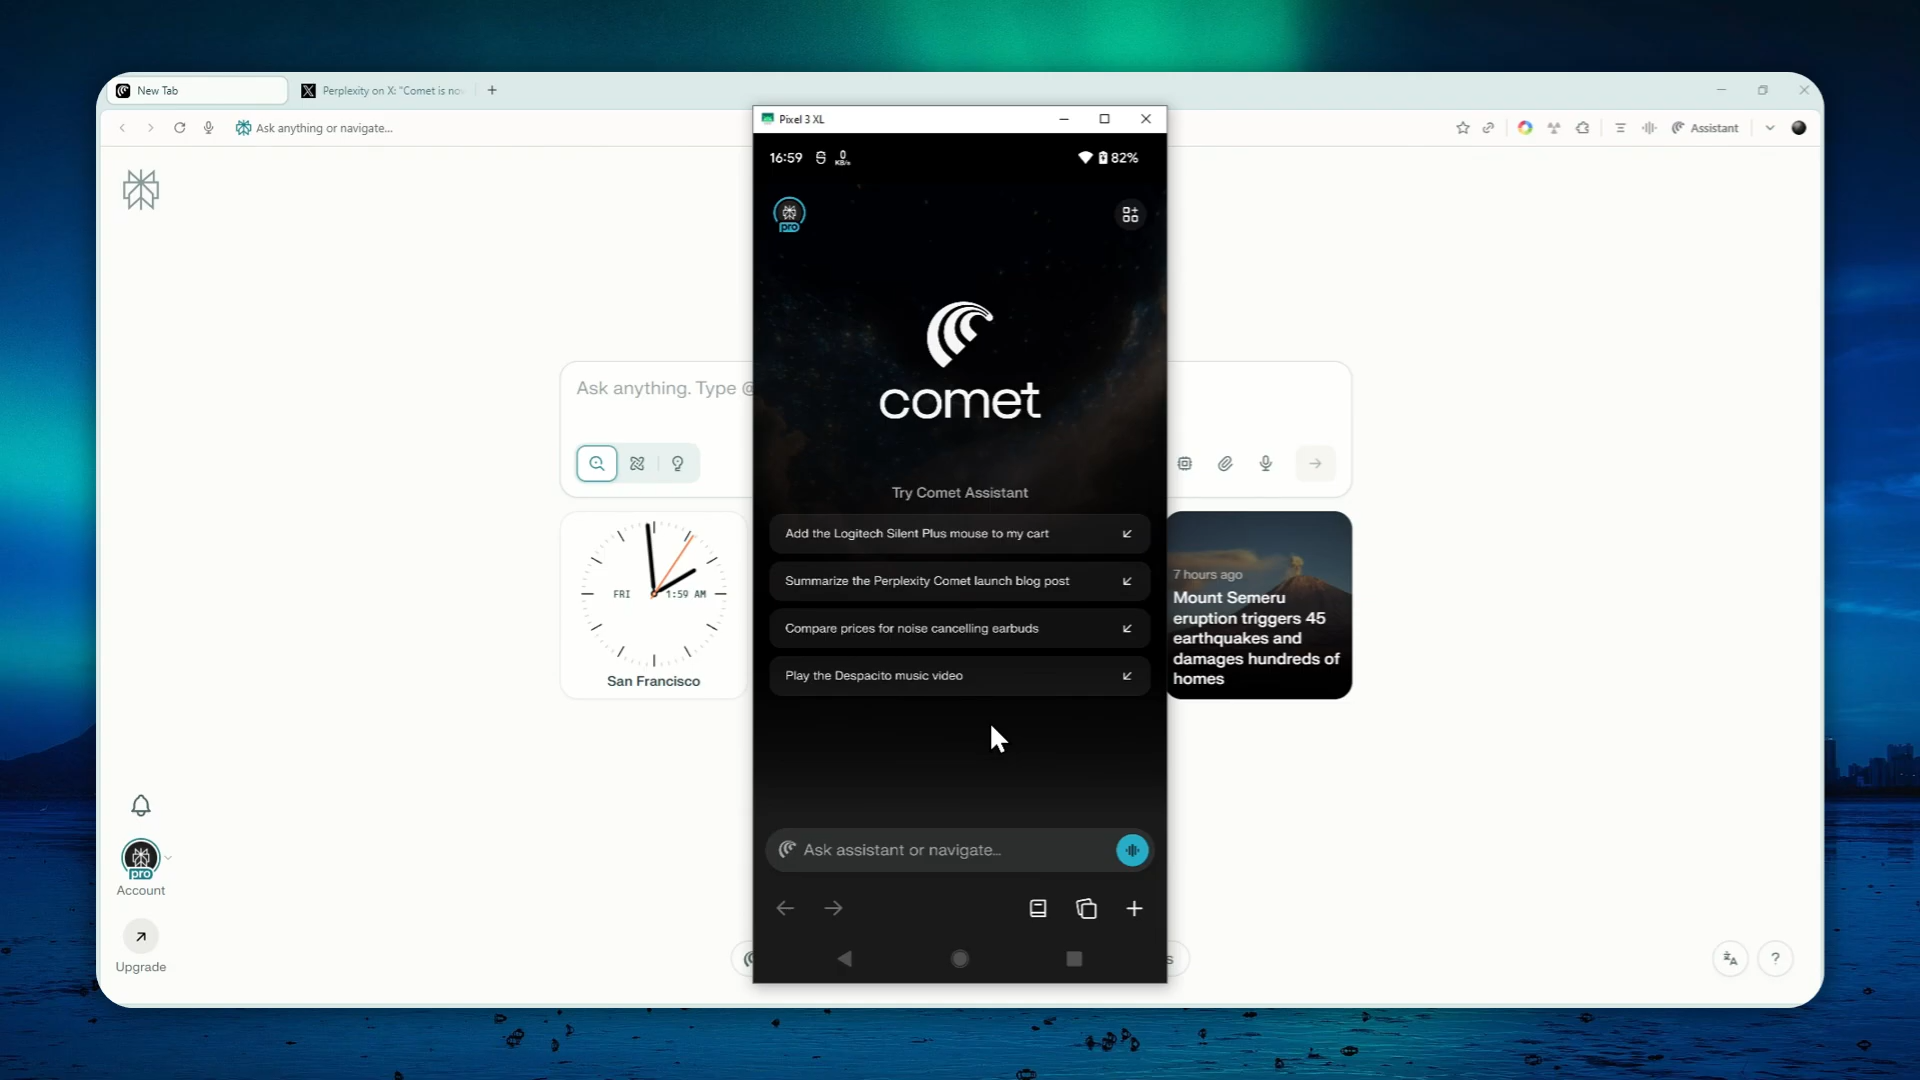 New Tab
Perplexity on X: "Comet is no
Ask anything or navigate...
Assistant
Pixel 3 XL
16:59
0
KB/s
82%
pro
comet
Ask anything. Type @
Try Comet Assistant
Add the Logitech Silent Plus mouse to my cart
Summarize the Perplexity Comet launch blog post
Compare prices for noise cancelling earbuds
Play the Despacito music video
FRI
1:59 AM
San Francisco
7 hours ago
Mount Semeru
eruption triggers 45
earthquakes and
damages hundreds of
homes
Ask assistant or navigate...
pro
Account
Upgrade
s
?